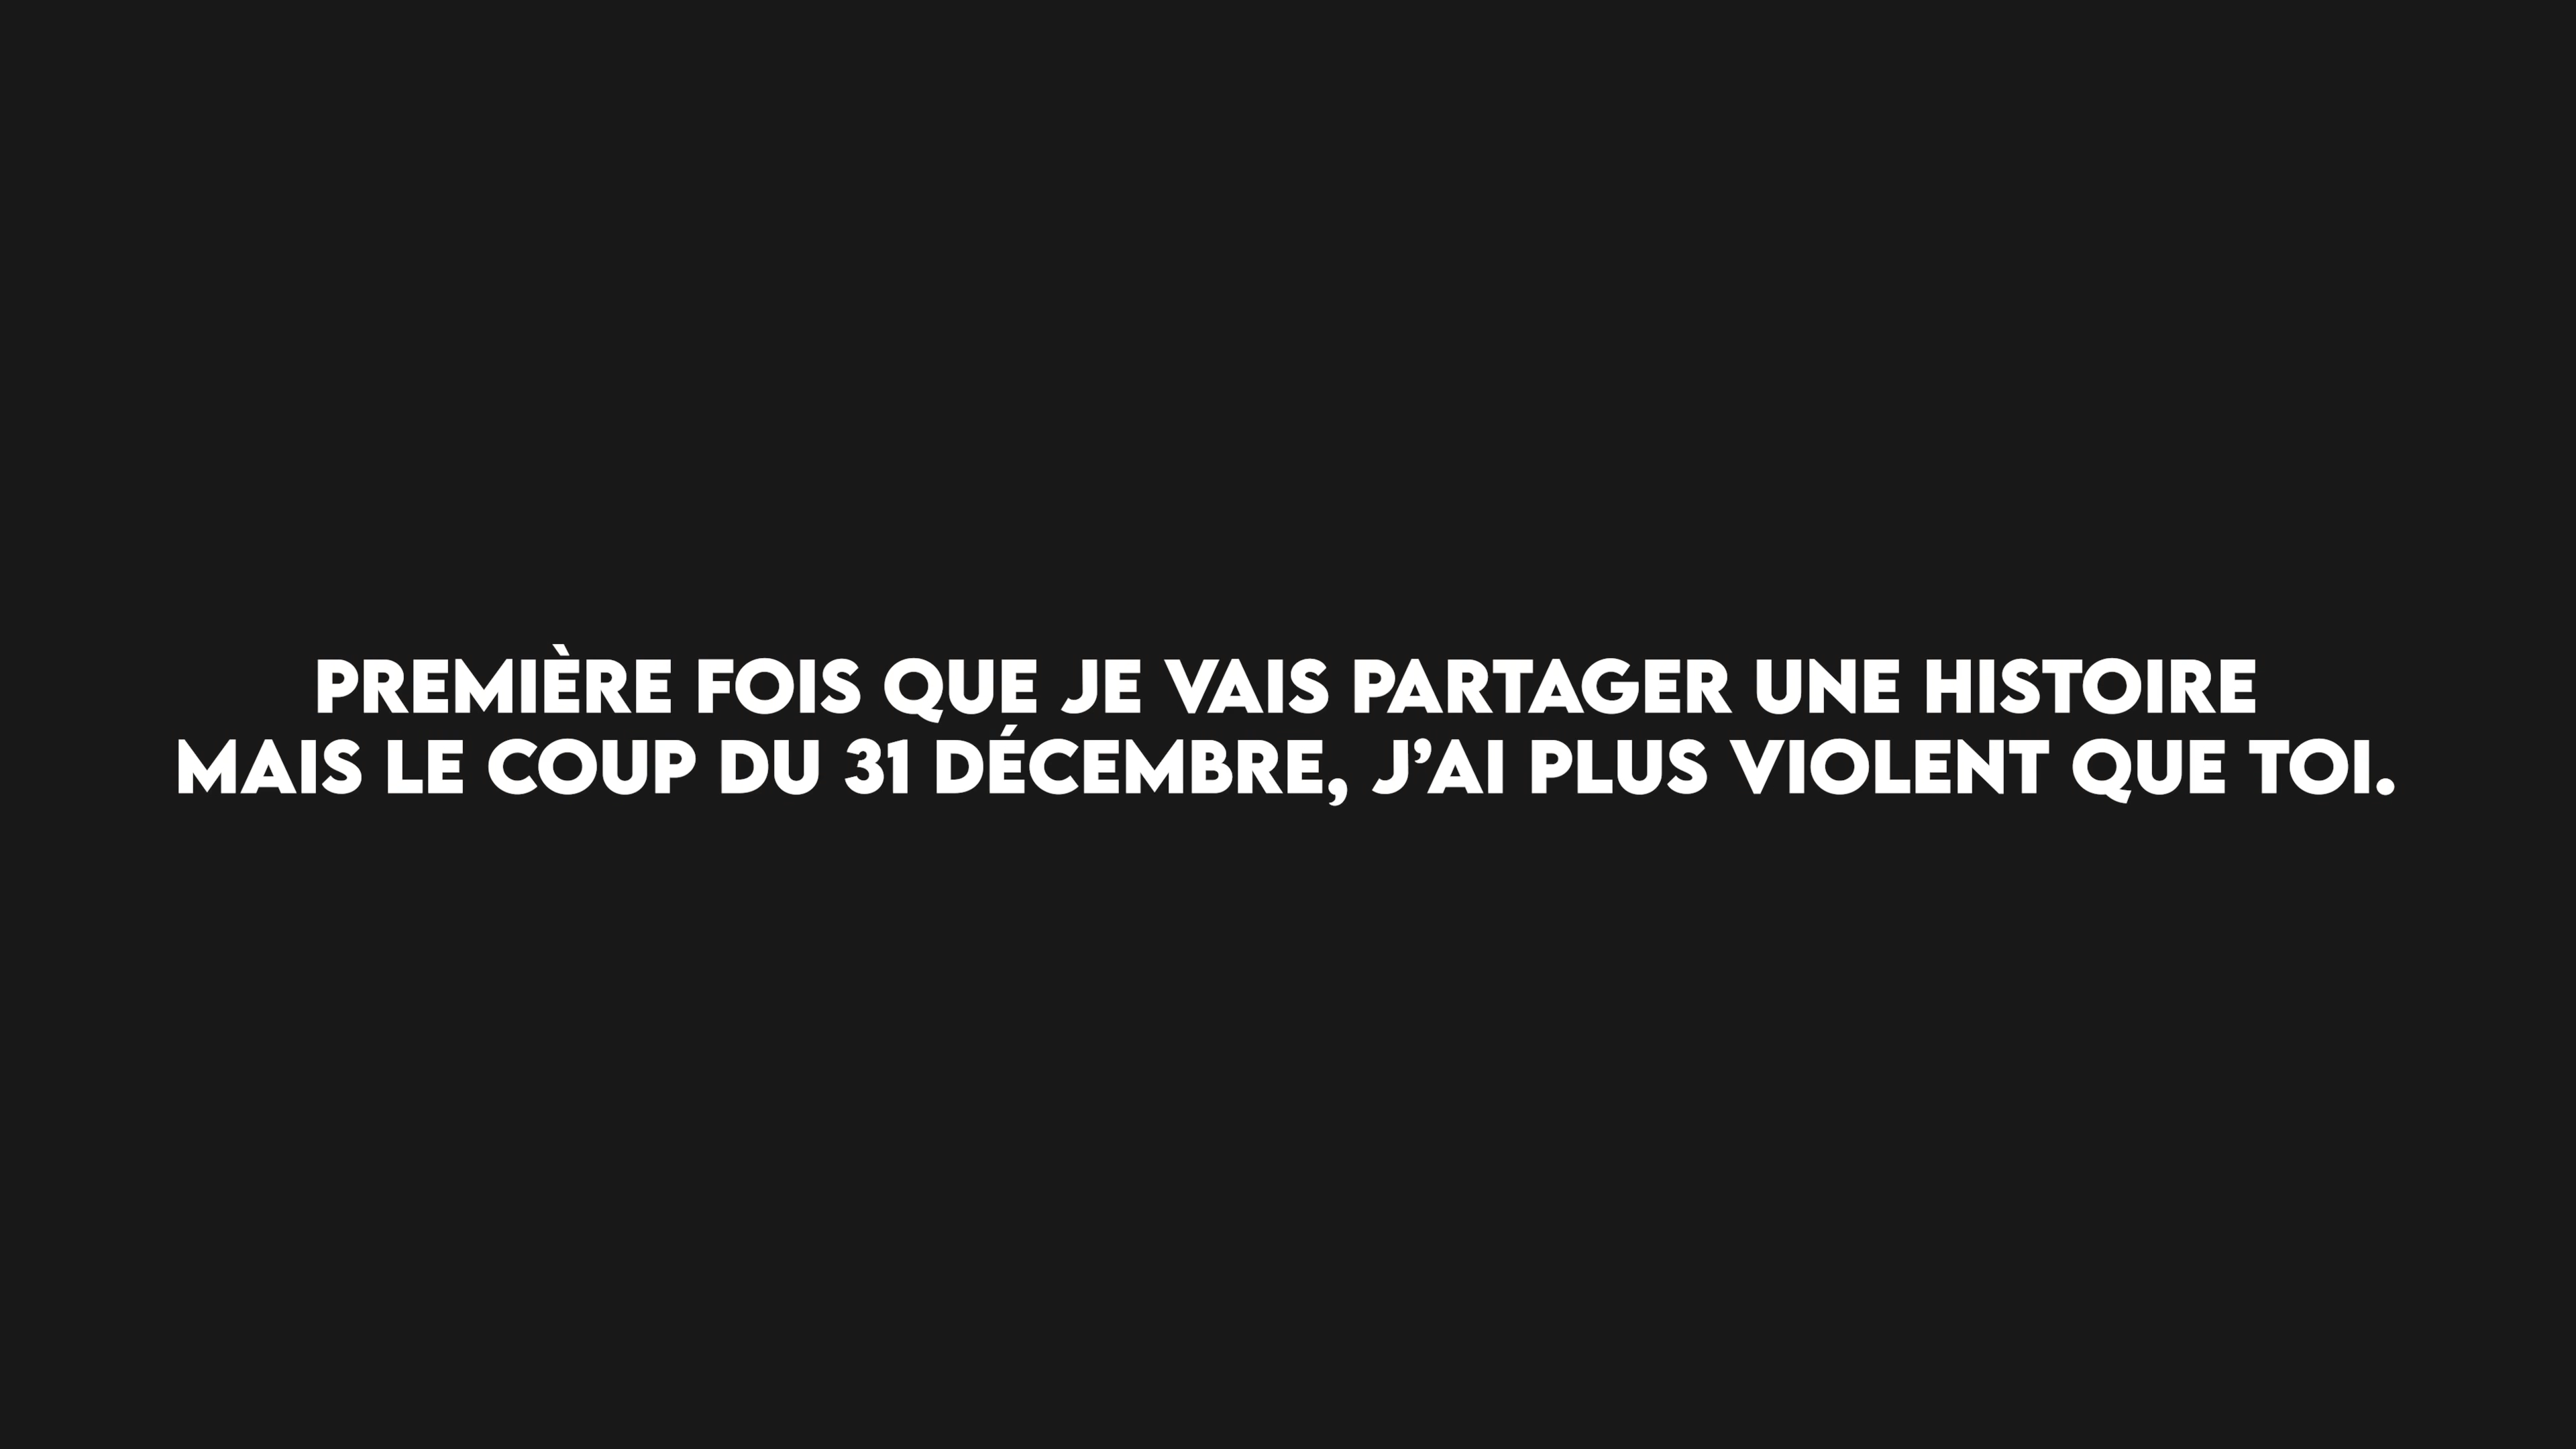 PREMIÈRE FOIS QUE JE VAIS PARTAGER UNE HISTOIRE
MAIS LE COUP DU 31 DÉCEMBRE, J’AI PLUS VIOLENT QUE TOI.